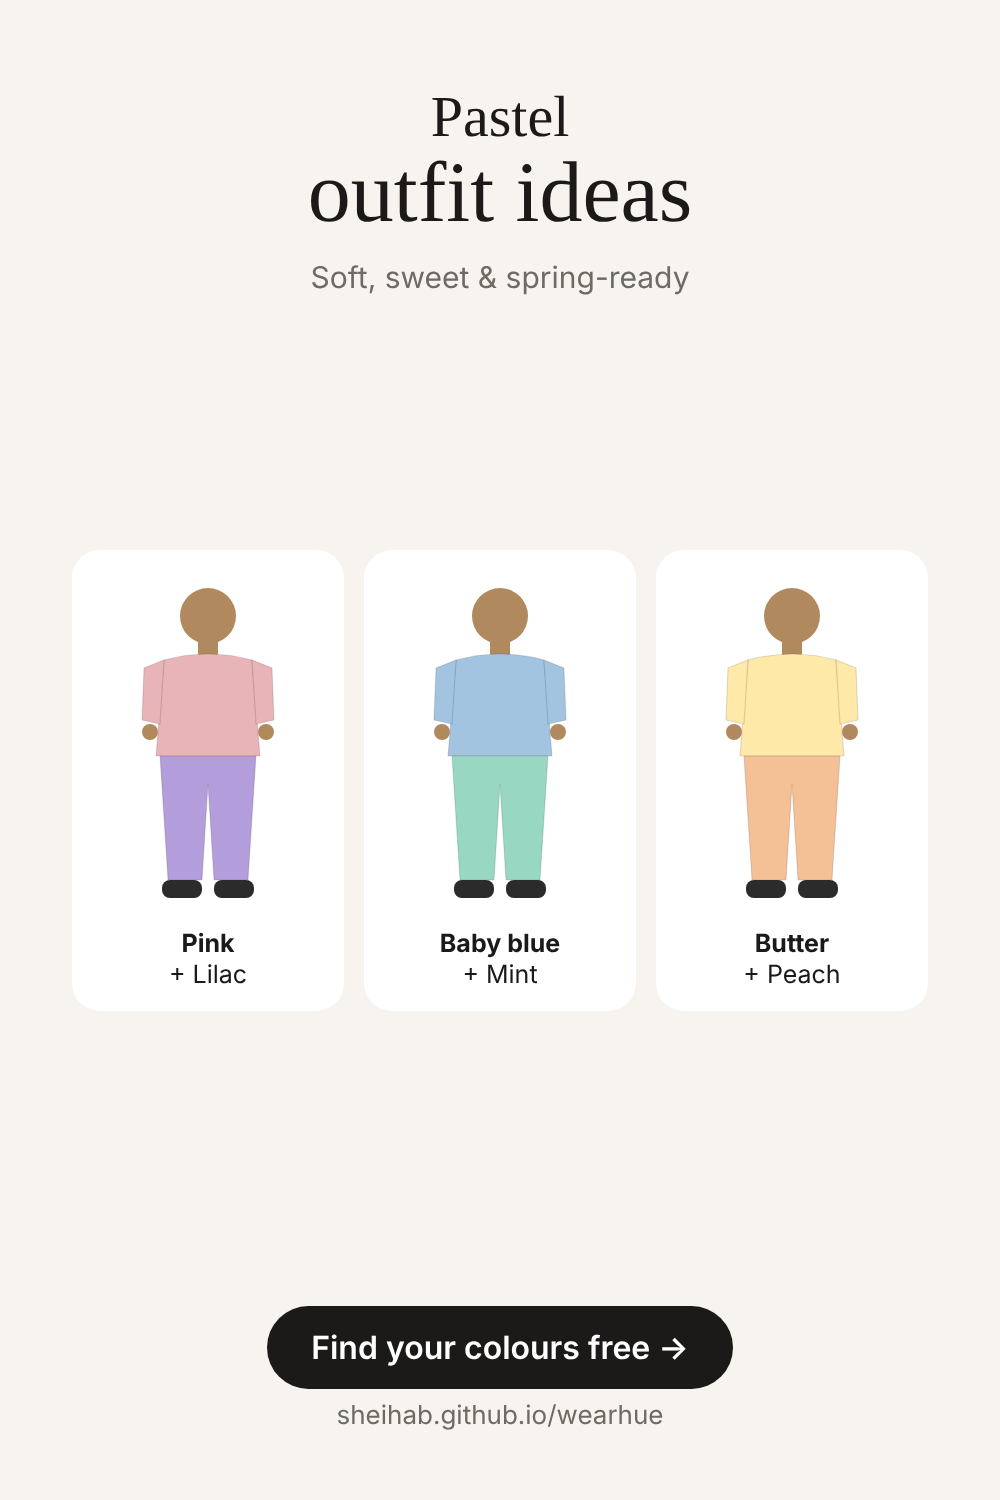 Pastel
outfit ideas
Soft, sweet & spring-ready
Pink
+ Lilac
Baby blue
+ Mint
Butter
+ Peach
Find your colours free →
sheihab.github.io/wearhue